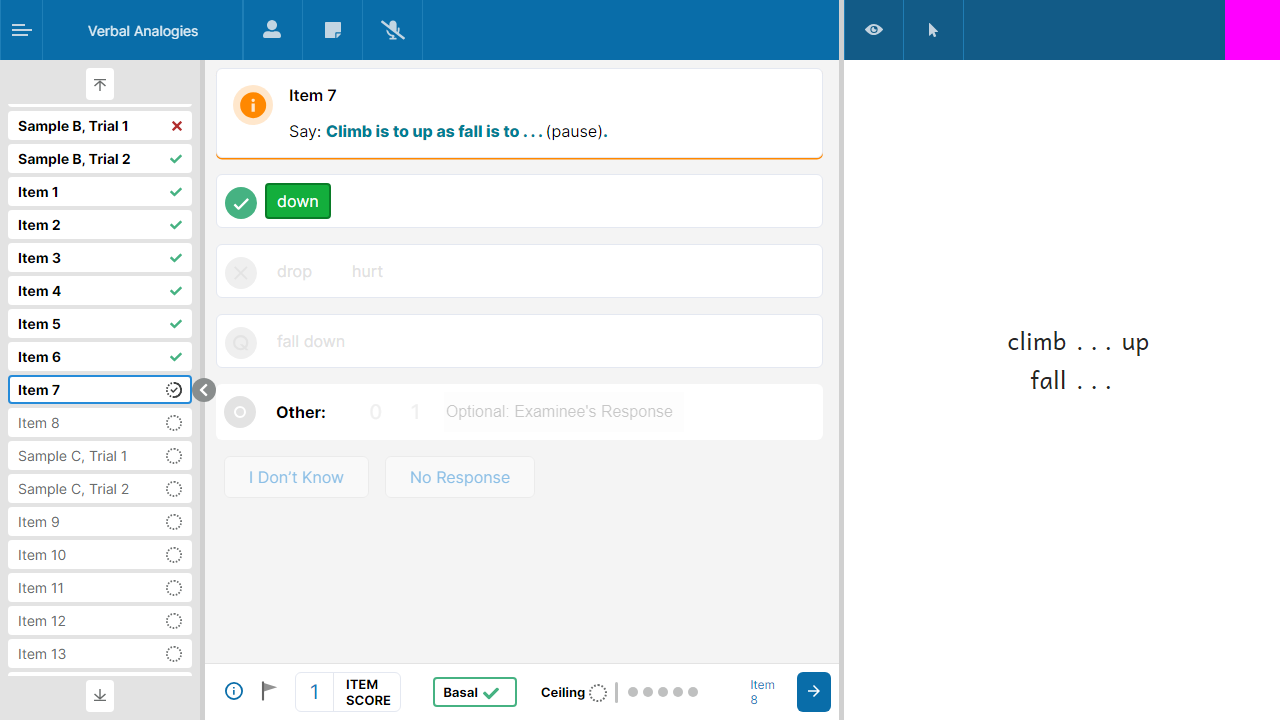 Verbal Analogies
Sample B, Trial 1
Sample B, Trial 2
Item 1
Item 2
Item 3
Item 4
Item 5
Item 6
Item 7
Item 8
Sample C, Trial 1
Sample C, Trial 2
Item 9
Item 10
Item 11
Item 12
Item 13
Item 7
Say: Climb is to up as fall is to . . . (pause).
down
drop hurt
fall down
Other: 0 1 Optional: Examinee's Response
I Don't Know No Response
1 ITEM SCORE
Basal
Ceiling
Item 8
climb . . . up
fall . . .